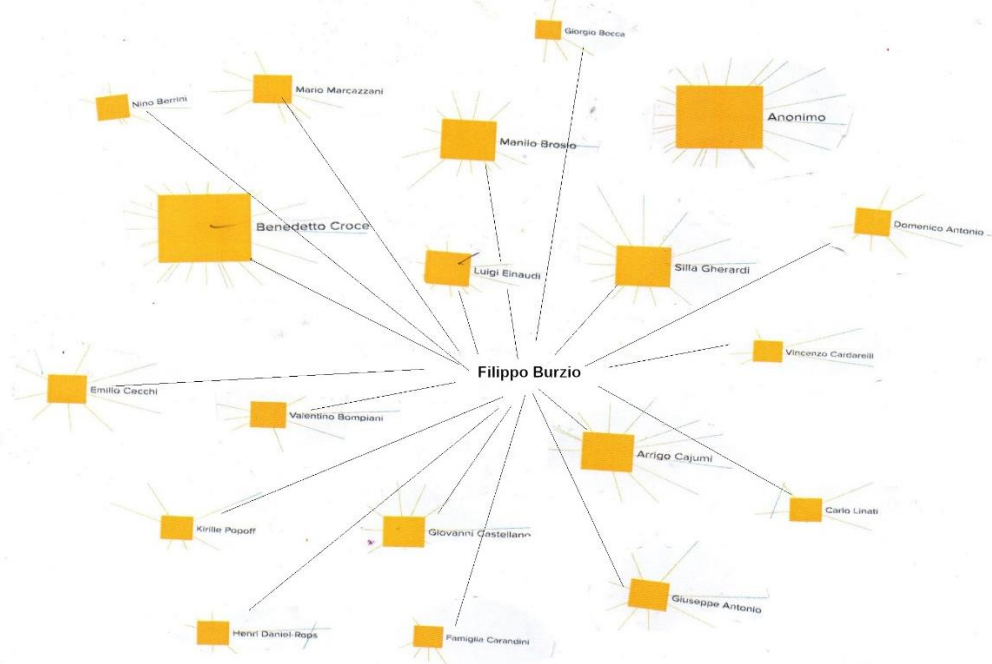 Giorgio Bocca
Mario Marcazzani
Nino Berrini
Anonimo
Manlio Brosio
Benedetto Croce
Domenico Antonio ..
Luigi Einaudi
Silla Gherardi
Vincenzo Cardarelli
Filippo Burzio
Emilio Cecchi
Valentino Bompiani
Arrigo Cajumi
Carlo Linati
Kirille Popoff
Giovanni Castellano
Giuseppe Antonio
Henri Daniel-Rops
Famiglia Carandini